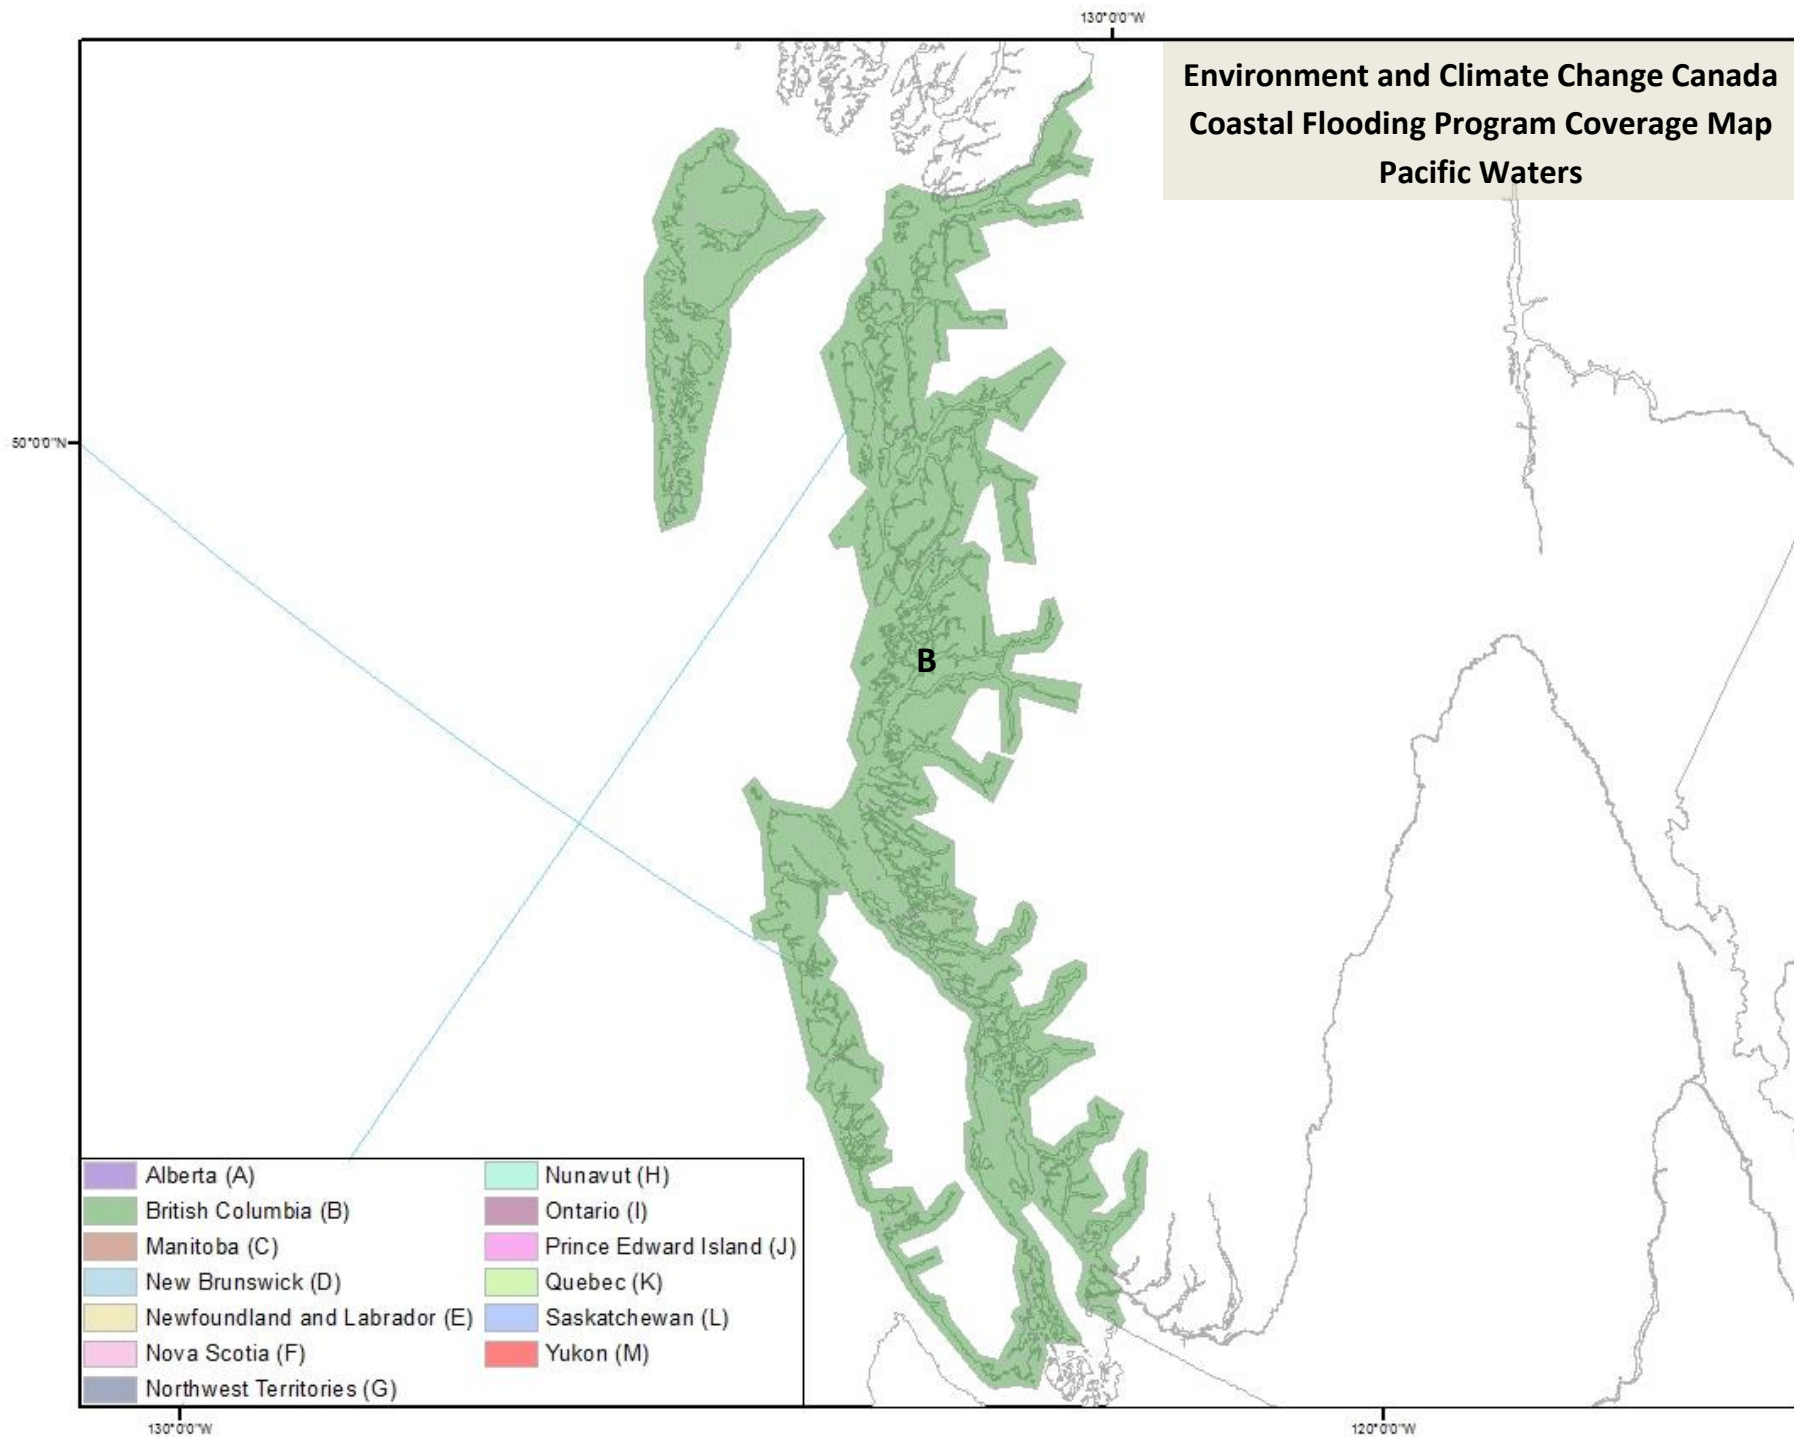 130°0'0"W
Environment and Climate Change Canada
Coastal Flooding Program Coverage Map
Pacific Waters
50°0'0"N
B
Alberta (A)
British Columbia (B)
Manitoba (C)
New Brunswick (D)
Newfoundland and Labrador (E)
Nova Scotia (F)
Northwest Territories (G)
Nunavut (H)
Ontario (I)
Prince Edward Island (J)
Quebec (K)
Saskatchewan (L)
Yukon (M)
130°0'0"W
120°0'0"W